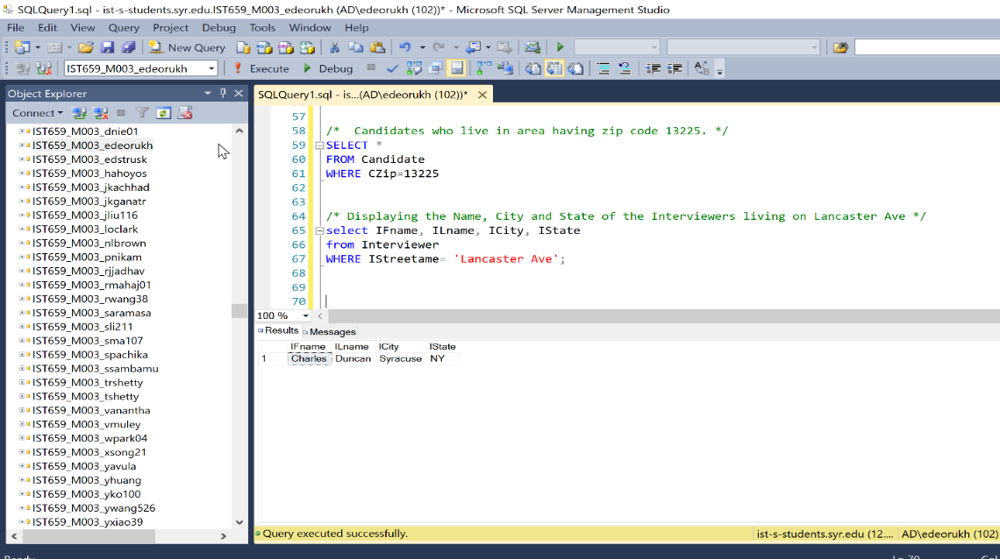 SQLQuery1.sql - ist-s-students.syr.edu.IST659_M003_edeorukh (AD\edeorukh (102))* - Microsoft SQL Server Management Studio
File Edit View Query Project Debug Tools Window Help
New Query
IST659_M003_edeorukh Execute Debug
Object Explorer
Connect
IST659_M003_dnie01
IST659_M003_edeorukh
IST659_M003_edstrusk
IST659_M003_hahoyos
IST659_M003_jkachhad
IST659_M003_jkganatr
IST659_M003_jliu116
IST659_M003_loclark
IST659_M003_nlbrown
IST659_M003_pnikam
IST659_M003_rjjadhav
IST659_M003_rmahaj01
IST659_M003_rwang38
IST659_M003_saramasa
IST659_M003_sli211
IST659_M003_sma107
IST659_M003_spachika
IST659_M003_ssambamu
IST659_M003_trshetty
IST659_M003_tshetty
IST659_M003_vanantha
IST659_M003_vmuley
IST659_M003_wpark04
IST659_M003_xsong21
IST659_M003_yavula
IST659_M003_yhuang
IST659_M003_yko100
IST659_M003_ywang526
IST659_M003_yxiao39
SQLQuery1.sql - is...(AD\edeorukh (102))*
57
58 /* Candidates who live in area having zip code 13225. */
59 SELECT *
60 FROM Candidate
61 WHERE CZip=13225
62
63
64 /* Displaying the Name, City and State of the Interviewers living on Lancaster Ave */
65 select IFname, ILname, ICity, IState
66 from Interviewer
67 WHERE IStreetame= 'Lancaster Ave';
68
69
70
100 %
Results Messages
IFname ILname ICity IState
1 Charles Duncan Syracuse NY
Query executed successfully. ist-s-students.syr.edu (12.... AD\edeorukh (102)